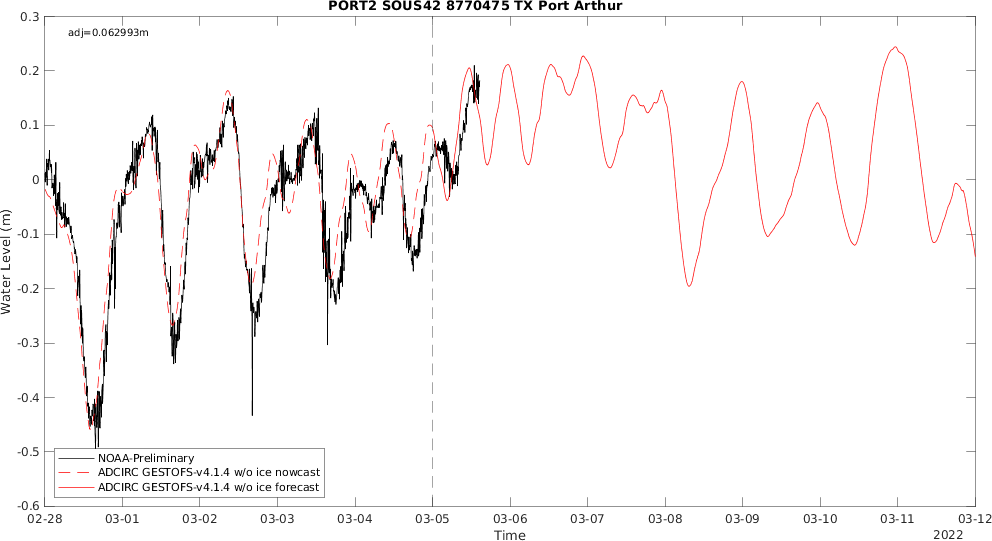 PORT2 SOUS42 8770475 TX Port Arthur
adj=0.062993m
0.3
0.2
0.1
0
-0.1
-0.2
-0.3
-0.4
-0.5
-0.6
Water Level (m)
NOAA-Preliminary
ADCIRC GESTOFS-v4.1.4 w/o ice nowcast
ADCIRC GESTOFS-v4.1.4 w/o ice forecast
02-28 03-01 03-02 03-03 03-04 03-05 03-06 03-07 03-08 03-09 03-10 03-11 03-12
Time
2022